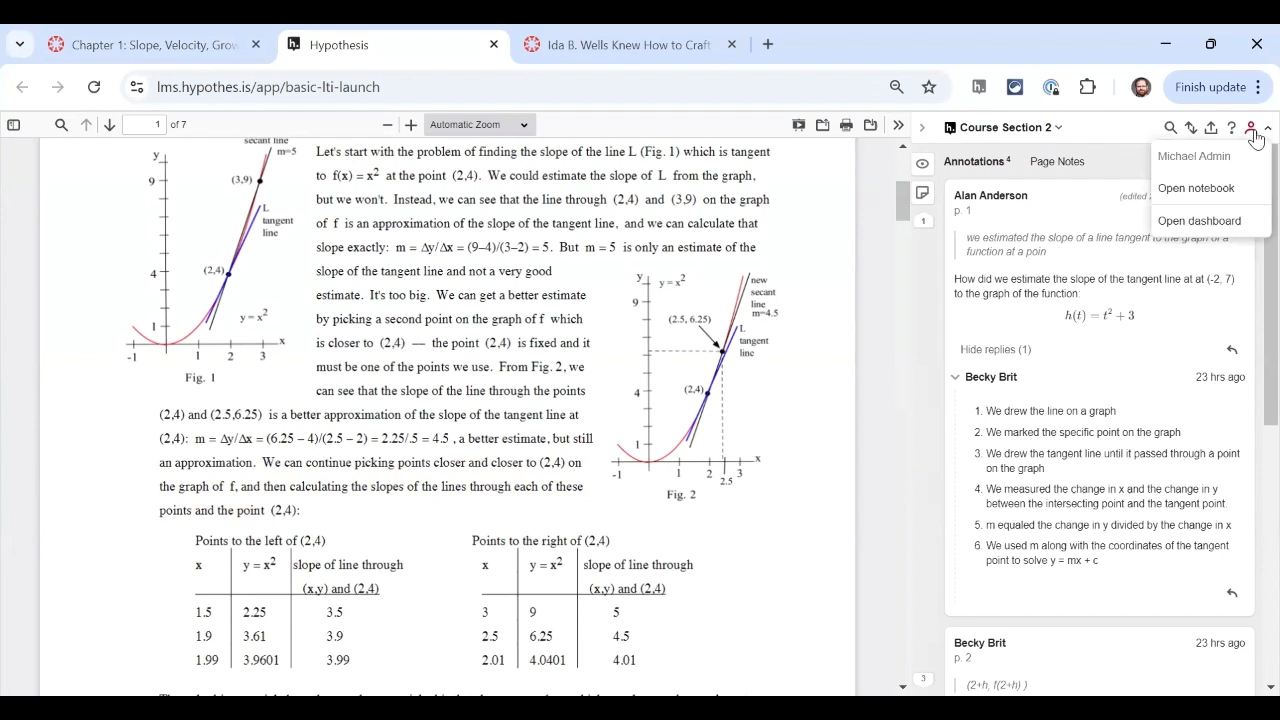 Chapter 1: Slope, Velocity, Grow
Hypothesis
Ida B. Wells Knew How to Craft
lms.hypothes.is/app/basic-lti-launch
Finish update
1 of 7
Automatic Zoom
h. Course Section 2
Michael Admin
Open notebook
Open dashboard
Annotations 4
Page Notes
secant line
m=5
y
9
(3,9)
L
tangent
line
4
(2,4)
y = x2
1
x
-1
1
2
3
Fig. 1
Let's start with the problem of finding the slope of the line L (Fig. 1) which is tangent
to f(x) = x2 at the point (2,4). We could estimate the slope of L from the graph,
but we won't. Instead, we can see that the line through (2,4) and (3,9) on the graph
of f is an approximation of the slope of the tangent line, and we can calculate that
slope exactly: m = Δy/Δx = (9–4)/(3–2) = 5. But m = 5 is only an estimate of the
slope of the tangent line and not a very good
estimate. It's too big. We can get a better estimate
by picking a second point on the graph of f which
is closer to (2,4) — the point (2,4) is fixed and it
must be one of the points we use. From Fig. 2, we
can see that the slope of the line through the points
(2,4) and (2.5,6.25) is a better approximation of the slope of the tangent line at
(2,4): m = Δy/Δx = (6.25 – 4)/(2.5 – 2) = 2.25/.5 = 4.5 , a better estimate, but still
an approximation. We can continue picking points closer and closer to (2,4) on
the graph of f, and then calculating the slopes of the lines through each of these
points and the point (2,4):
y
y = x2
new
secant
line
m=4.5
9
(2.5, 6.25)
L
tangent
line
4
(2,4)
1
x
-1
1
2
2.5
3
Fig. 2
Points to the left of (2,4)
x y = x2 slope of line through
(x,y) and (2,4)
1.5 2.25 3.5
1.9 3.61 3.9
1.99 3.9601 3.99
Points to the right of (2,4)
x y = x2 slope of line through
(x,y) and (2,4)
3 9 5
2.5 6.25 4.5
2.01 4.0401 4.01
1
3
Alan Anderson
(edited
p. 1
we estimated the slope of a line tangent to the graph of a
function at a poin
How did we estimate the slope of the tangent line at at (-2, 7)
to the graph of the function:
h(t) = t2 + 3
Hide replies (1)
Becky Brit 23 hrs ago
1. We drew the line on a graph
2. We marked the specific point on the graph
3. We drew the tangent line until it passed through a point
on the graph
4. We measured the change in x and the change in y
between the intersecting point and the tangent point.
5. m equaled the change in y divided by the change in x
6. We used m along with the coordinates of the tangent
point to solve y = mx + c
Becky Brit 23 hrs ago
p. 2
(2+h, f(2+h) )